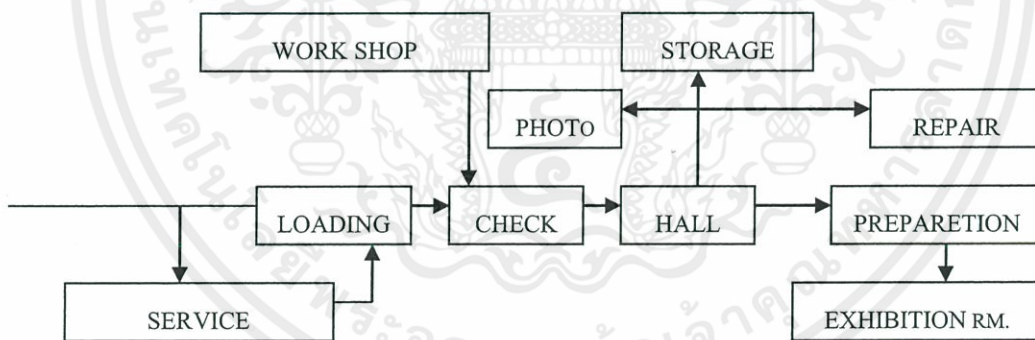 WORK SHOP
STORAGE
PHOTO
REPAIR
LOADING
CHECK
HALL
PREPARETION
SERVICE
EXHIBITION RM.